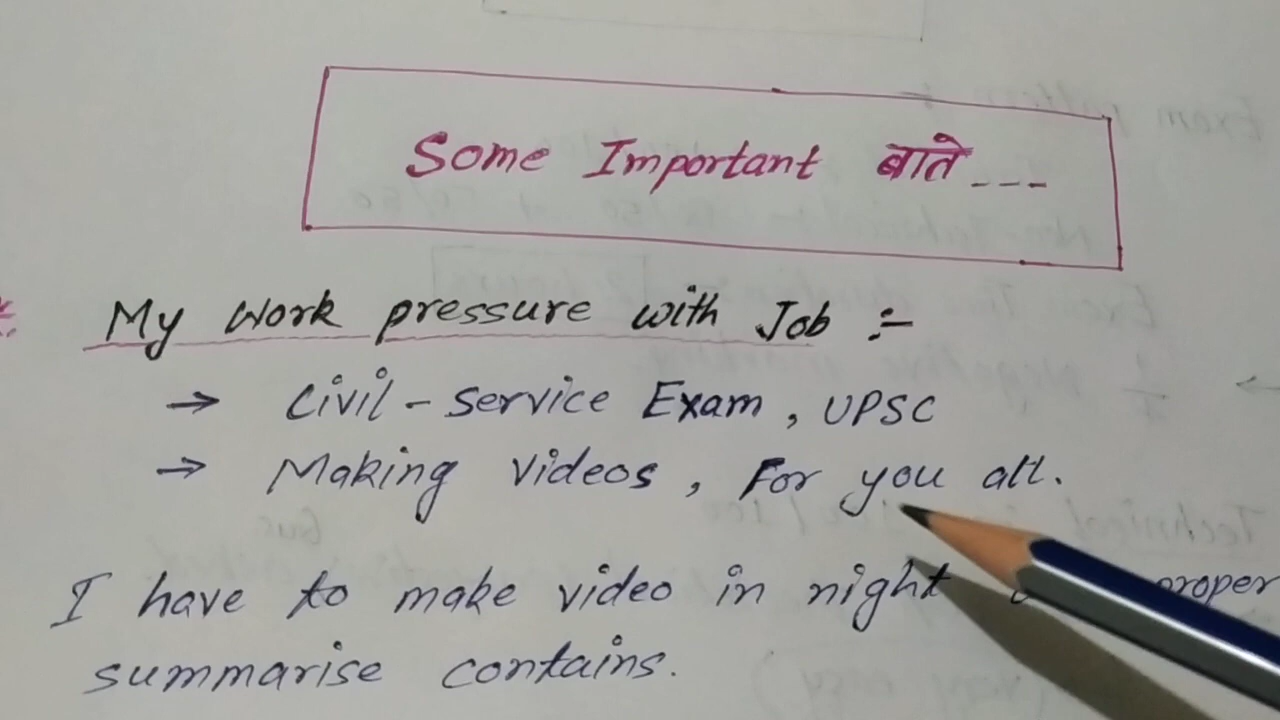 Some Important बाते---
My work pressure with Job :-
→ Civil-service Exam, UPSC
→ Making videos, For you all.
I have to make video in night proper
summarise contains.